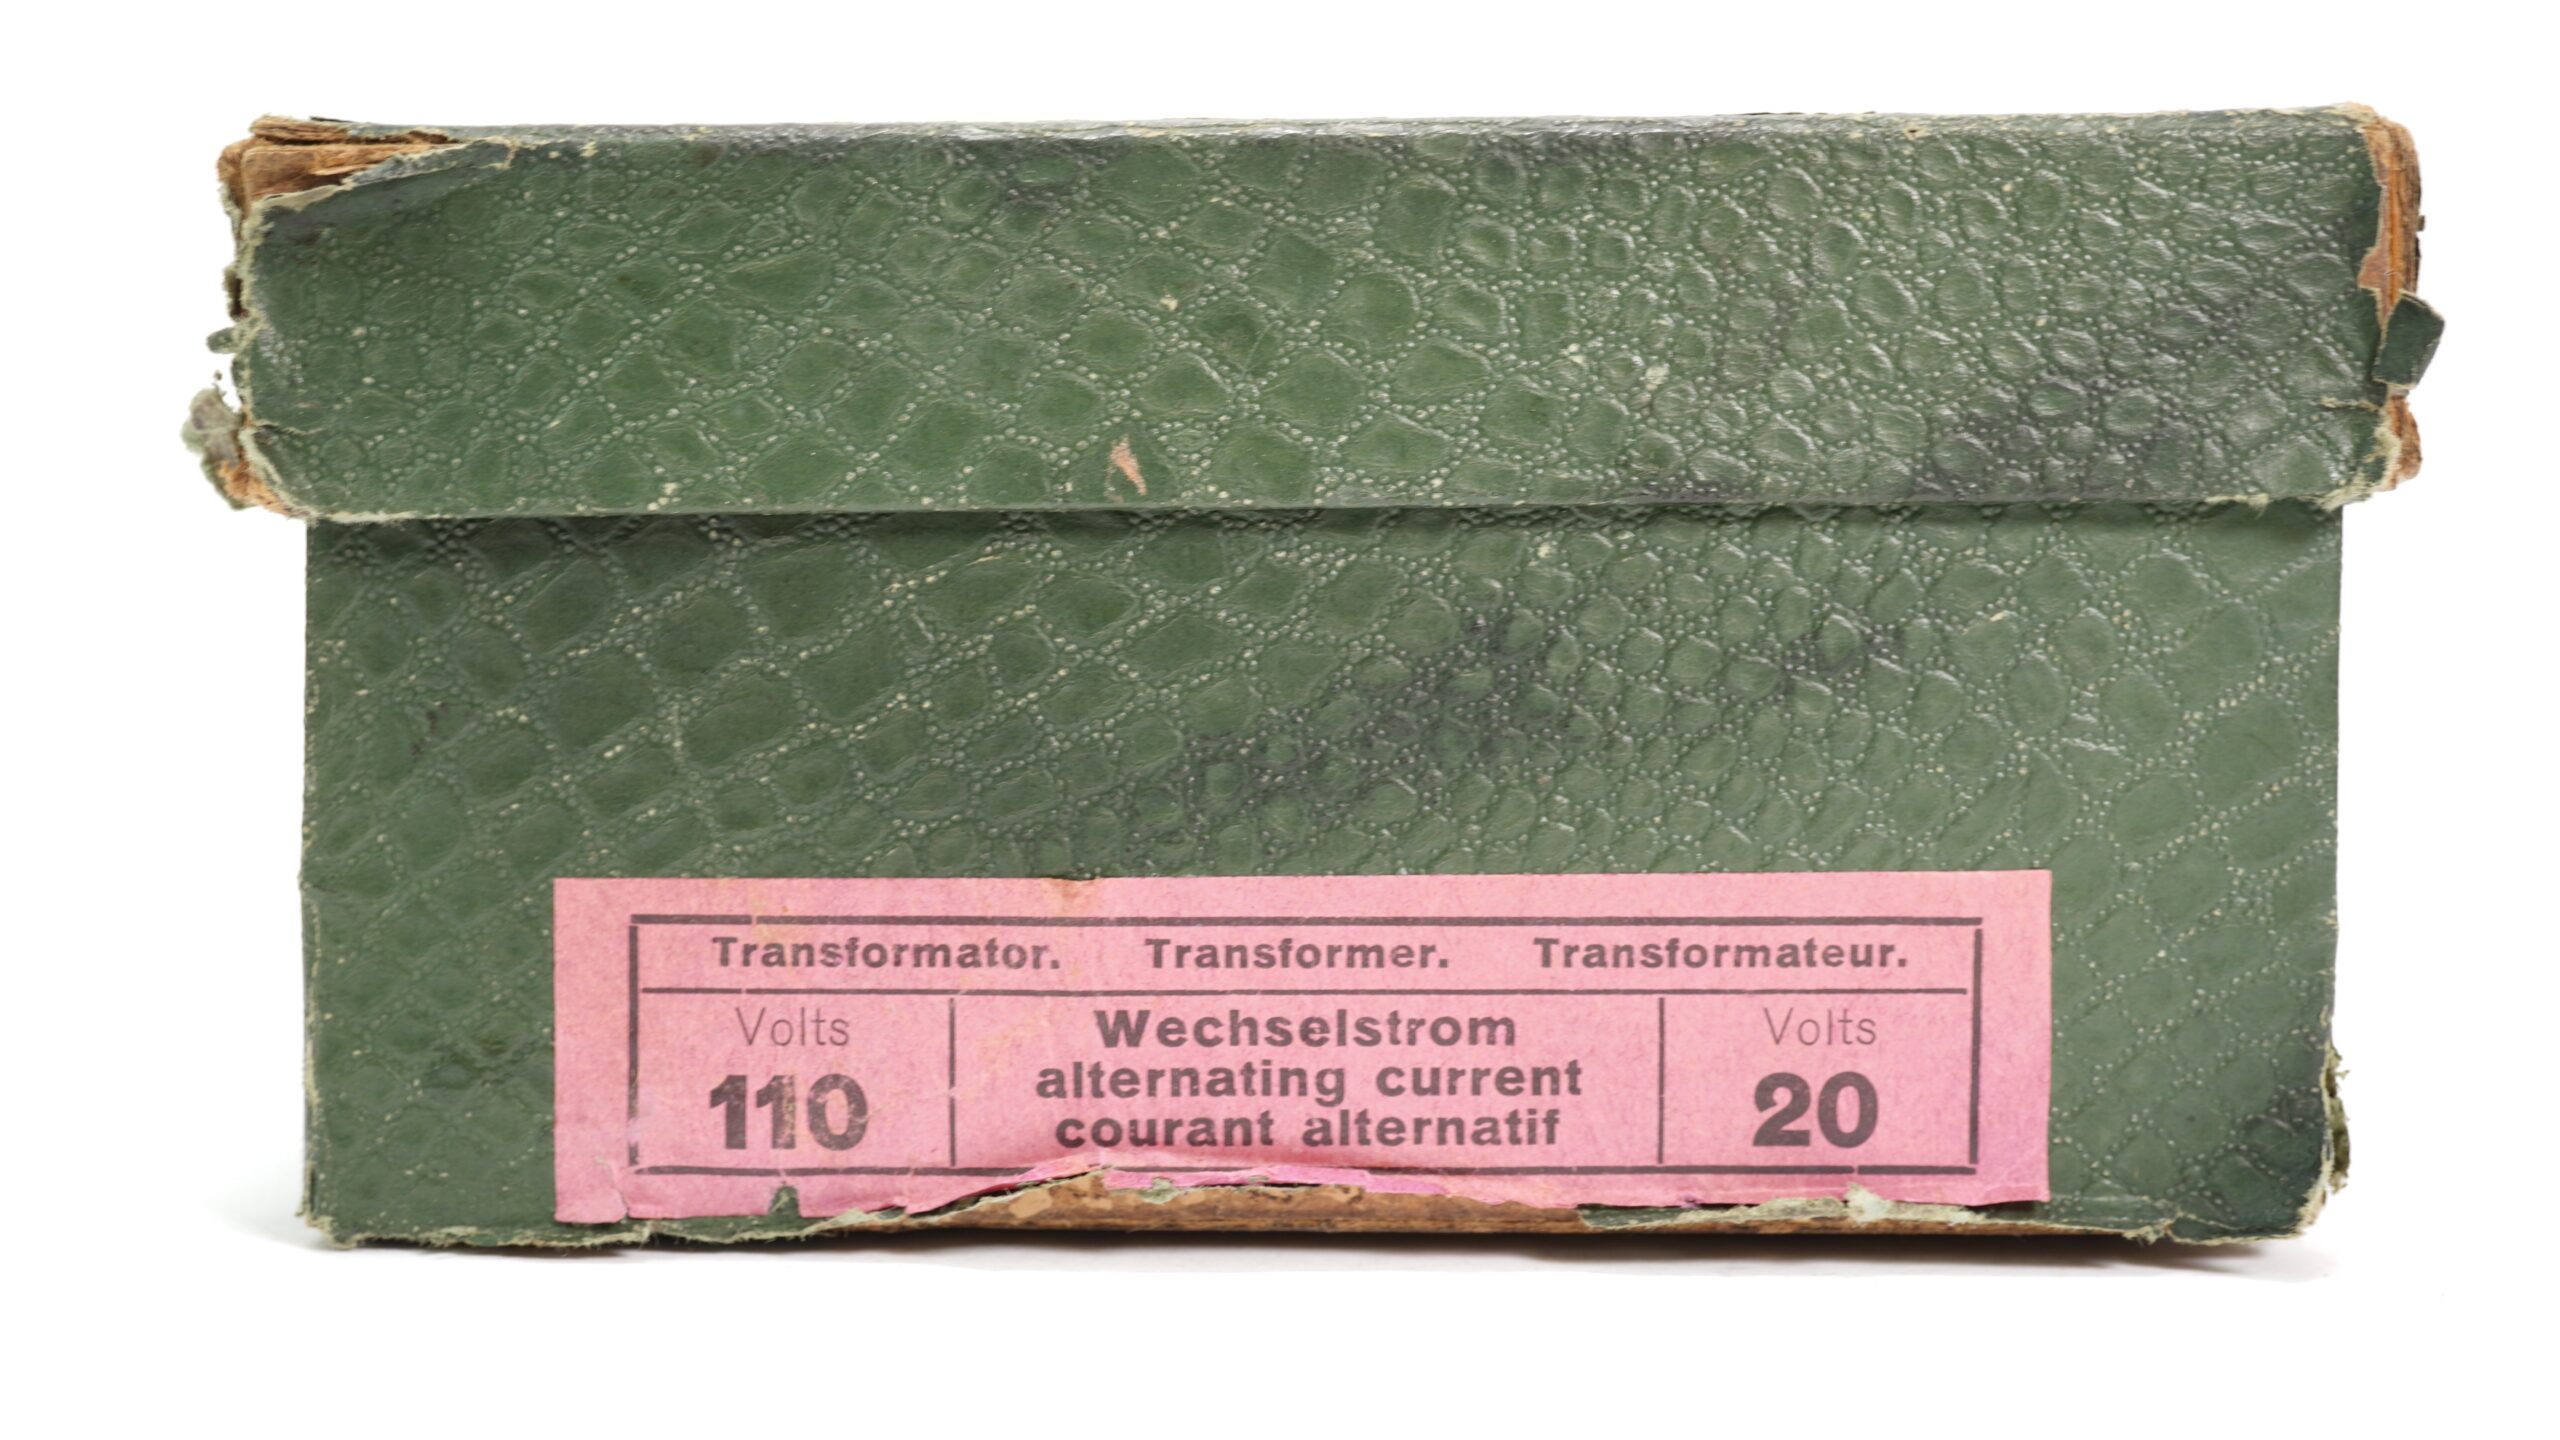 Transformator. Transformer. Transformateur.
Volts
110
Wechselstrom
alternating current
courant alternatif
Volts
20